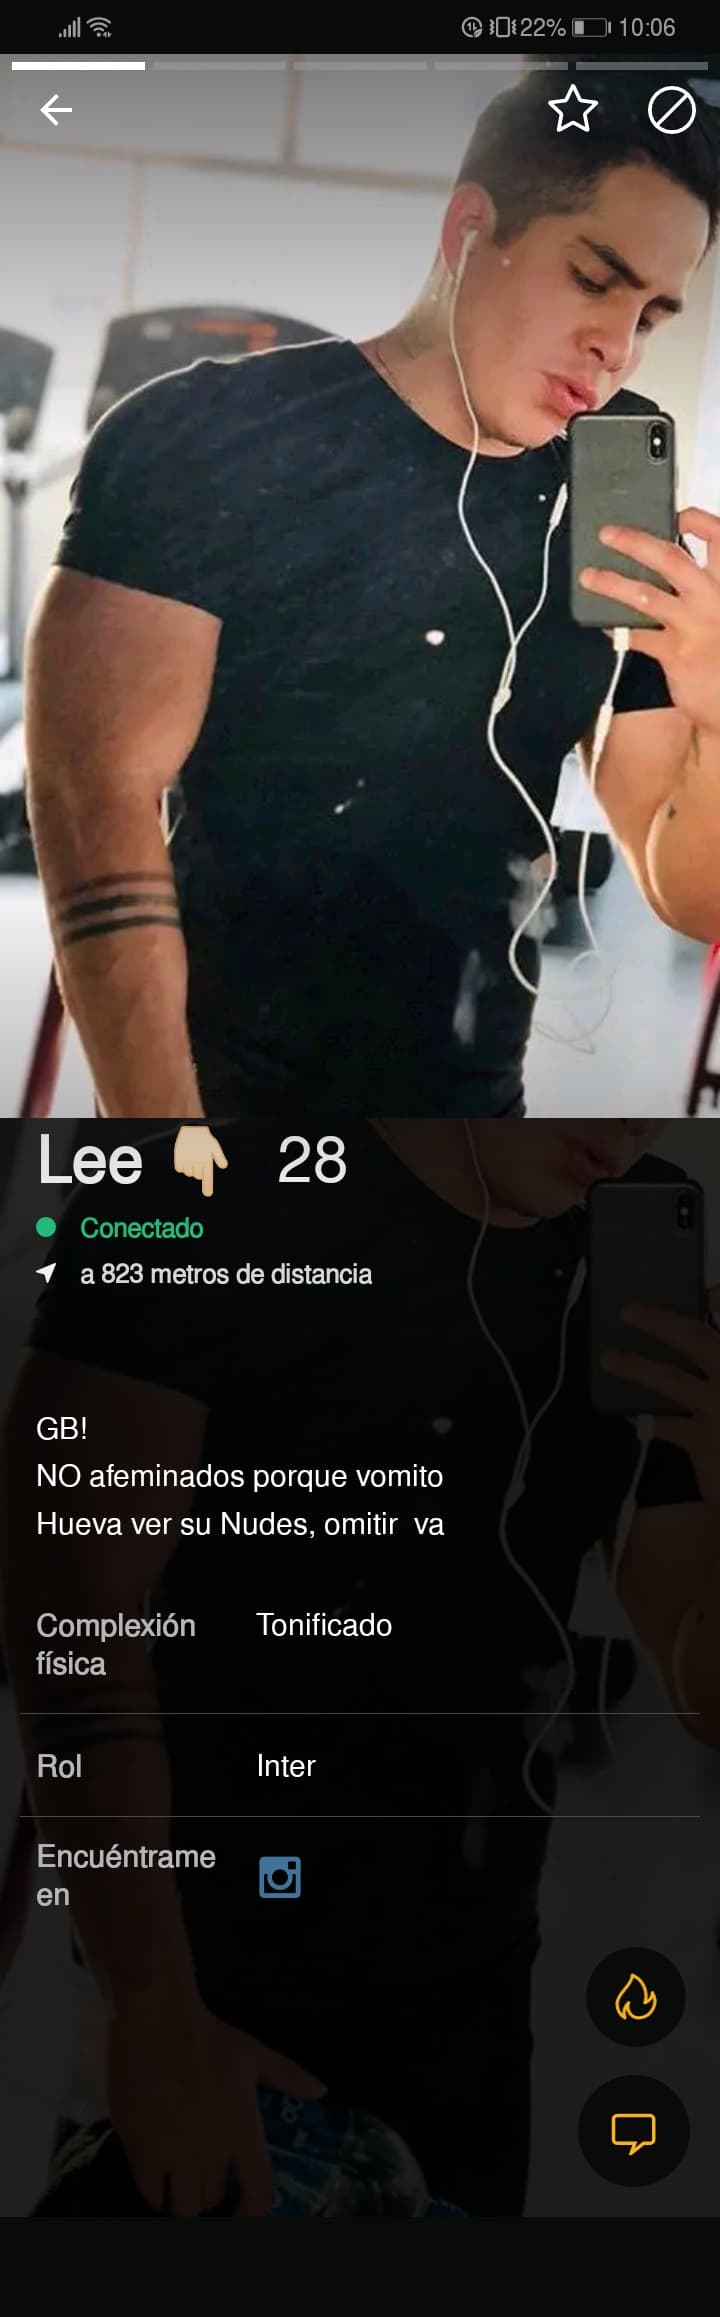 22% 10:06
Lee 👇🏼 28
Conectado
a 823 metros de distancia
GB!
NO afeminados porque vomito
Hueva ver su Nudes, omitir va
Complexión física
Tonificado
Rol
Inter
Encuéntrame en